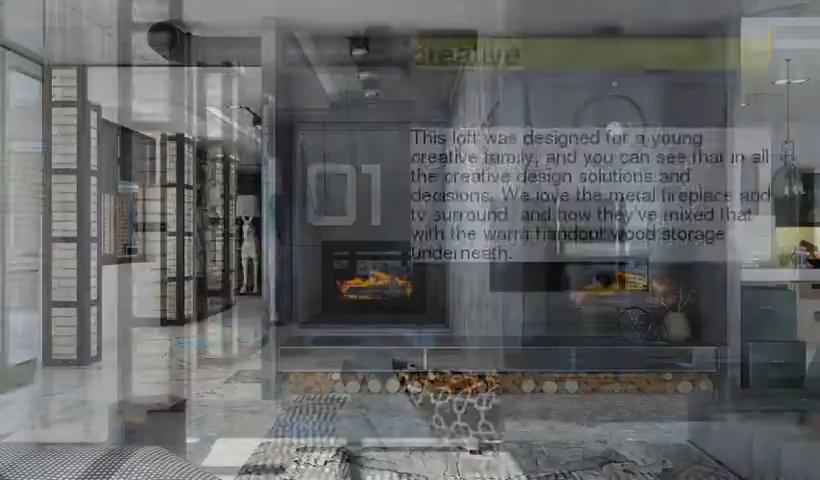 Creative
01
This loft was designed for a young
creative family, and you can see that in all
the creative design solutions and
decisions. We love the metal fireplace and
tv surround, and how they've mixed that
with the warm handout wood storage
underneath.